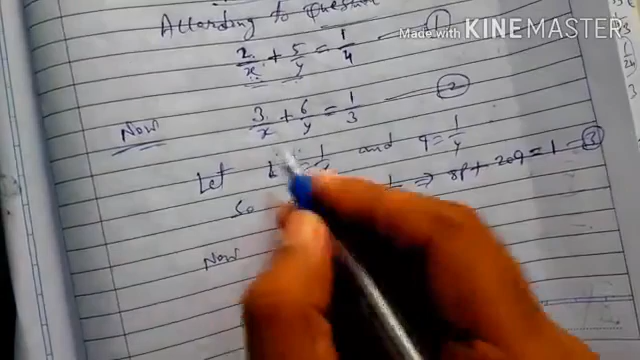 According to Question
Made with KINEMASTER
2/x + 5/y = 1/4 — ①
Now 3/x + 6/y = 1/3 — ②
Let = 1 and q = 1/y
So ⇒ 8p + 20q = 1 — ③
Now